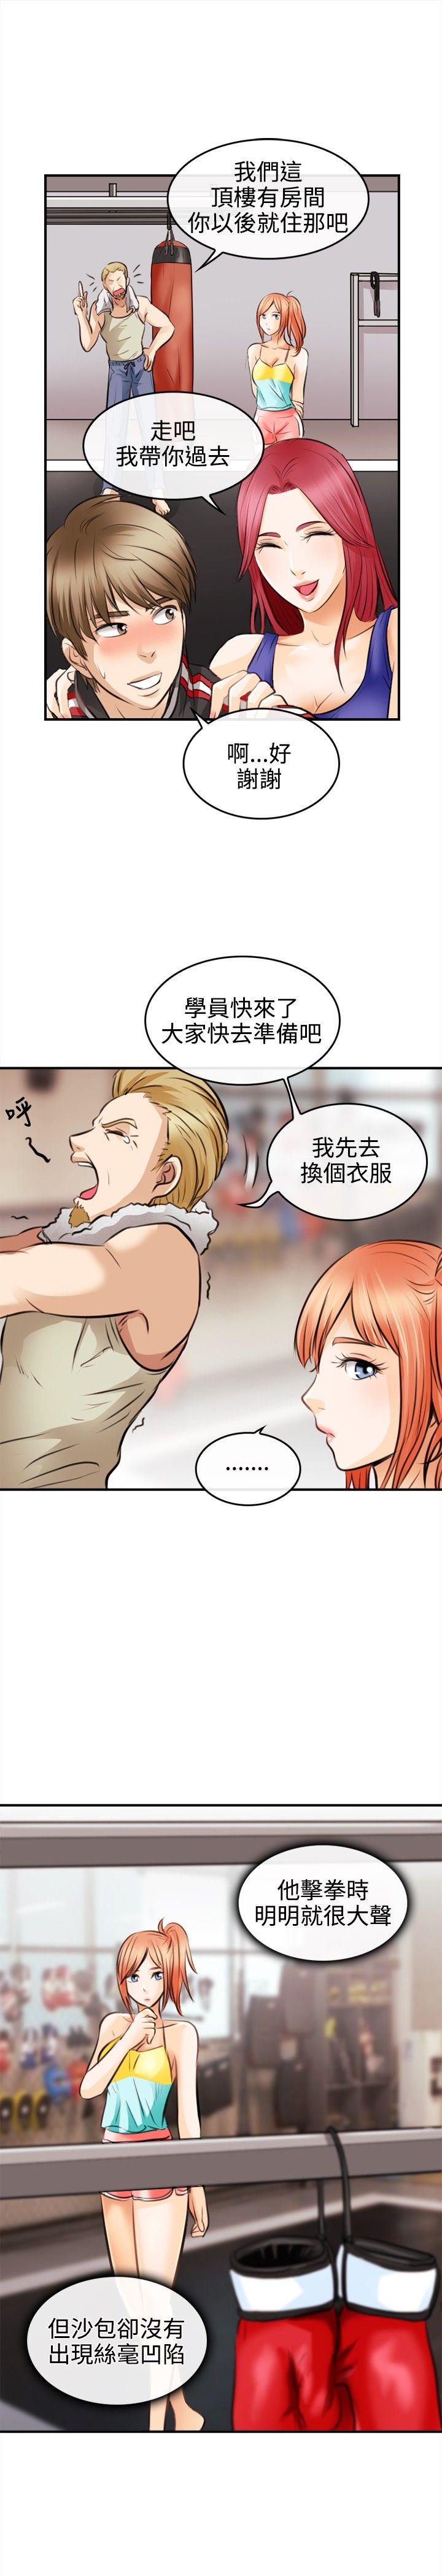 我們這
頂樓有房間
你以後就住那吧
走吧
我帶你過去
啊...好
謝謝
學員快來了
大家快去準備吧
呼~
我先去
換個衣服
.......
他擊拳時
明明就很大聲
但沙包卻沒有
出現絲毫凹陷